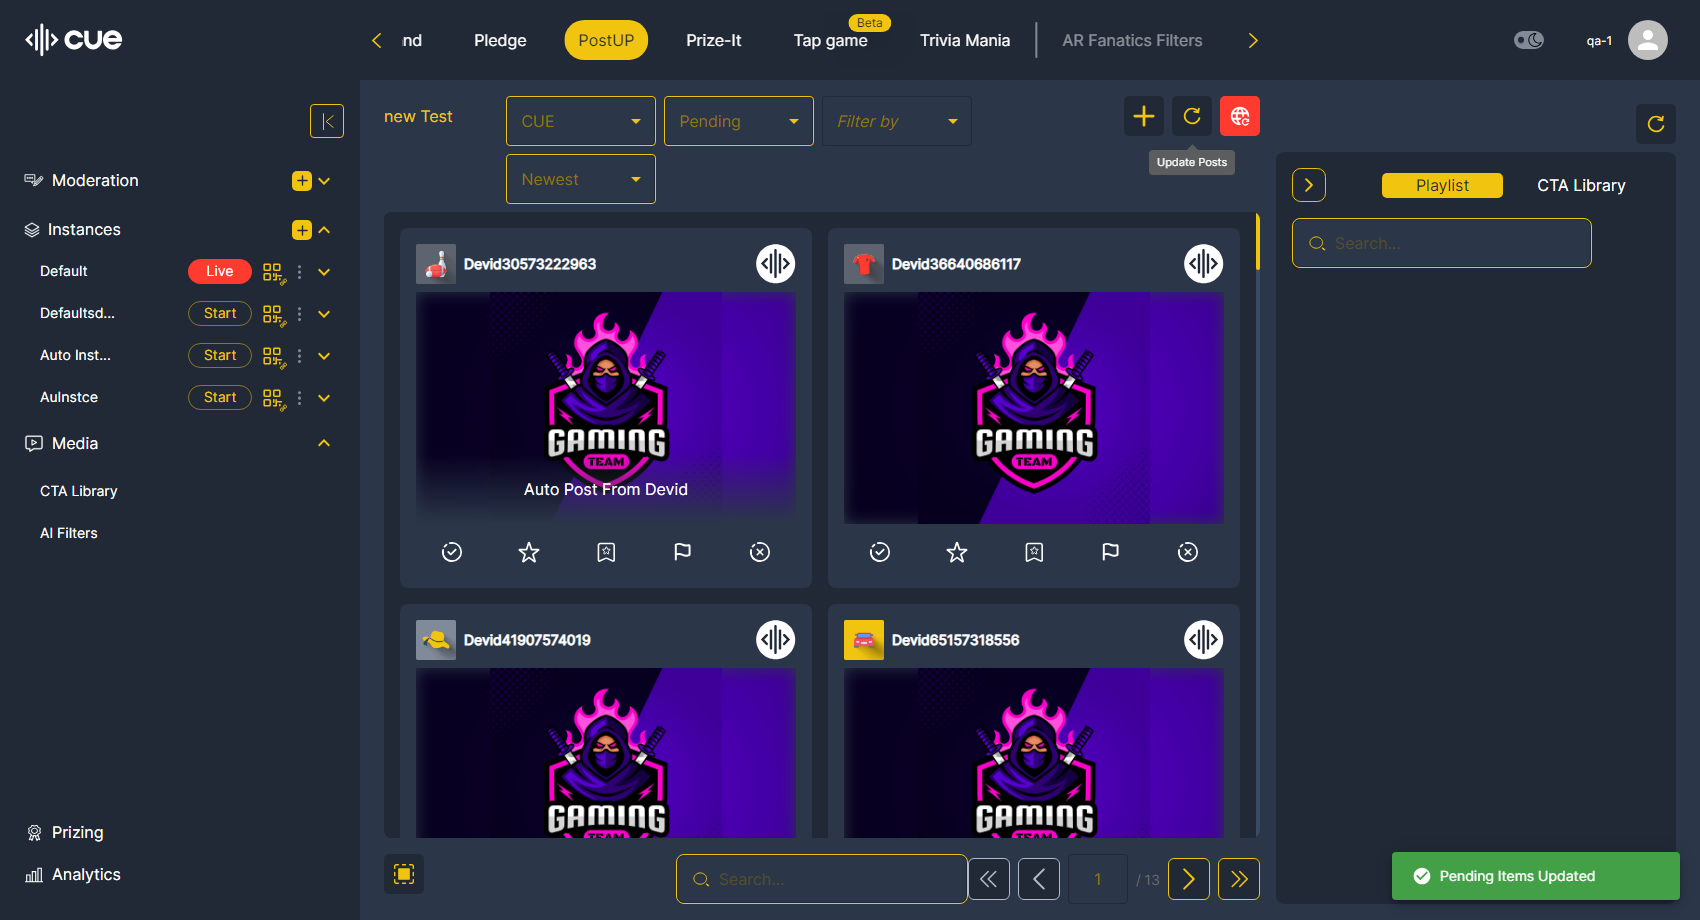 cue
nd
Pledge
PostUP
Prize-It
Beta
Tap game
Trivia Mania
AR Fanatics Filters
qa-1
new Test
CUE
Pending
Filter by
Newest
Update Posts
Moderation
Instances
Default
Live
Defaultsd...
Start
Auto Inst...
Start
AuInstce
Start
Media
CTA Library
AI Filters
Prizing
Analytics
Devid30573222963
GAMING
TEAM
Auto Post From Devid
Devid36640686117
GAMING
TEAM
Devid41907574019
GAMING
TEAM
Devid65157318556
GAMING
TEAM
Search...
1
/ 13
Playlist
CTA Library
Search...
Pending Items Updated